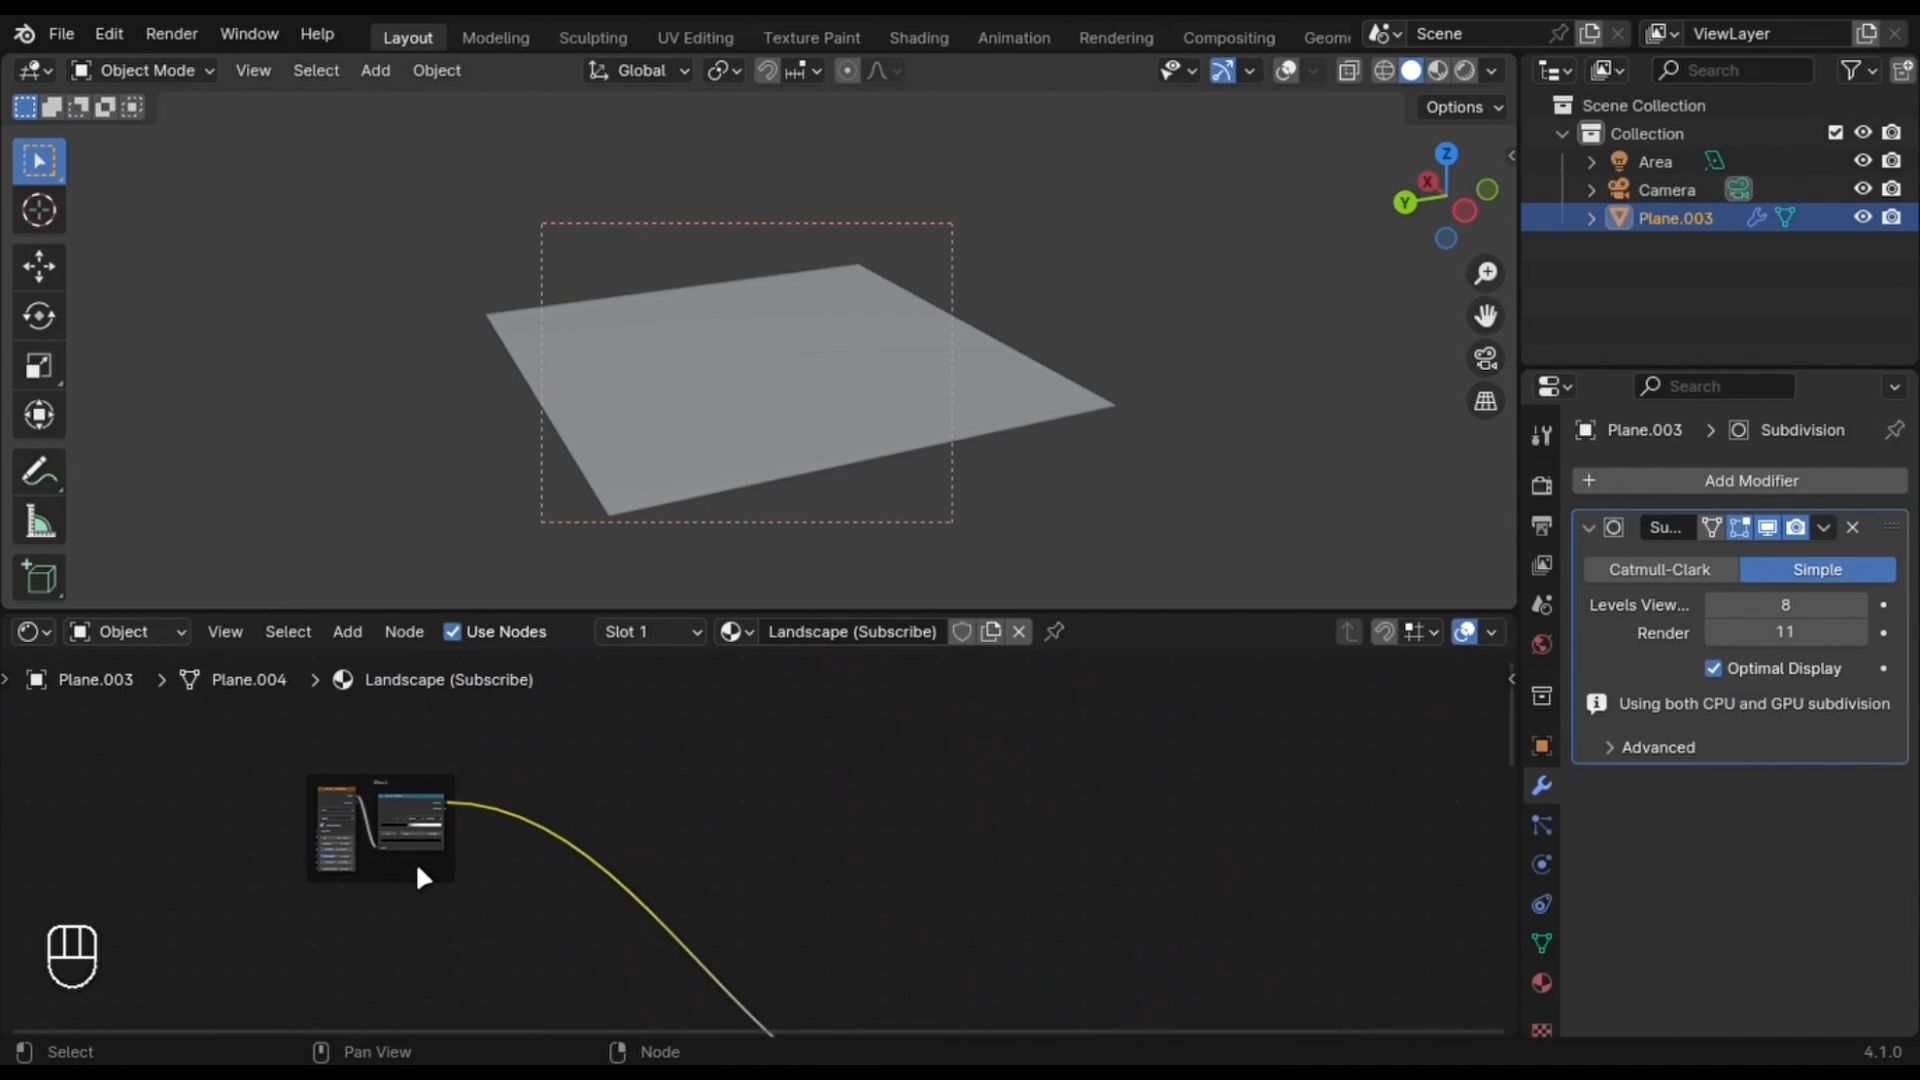 File Edit Render Window Help Layout Modeling Sculpting UV Editing Texture Paint Shading Animation Rendering Compositing Geome Scene ViewLayer
Object Mode View Select Add Object Global Search
Options
Scene Collection
Collection
Area
Camera
Plane.003
Z
X
Y
Search
Plane.003 Subdivision
Add Modifier
Su...
Catmull-Clark Simple
Levels View... 8
Render 11
Optimal Display
Using both CPU and GPU subdivision
Advanced
Object View Select Add Node Use Nodes Slot 1 Landscape (Subscribe)
Plane.003 Plane.004 Landscape (Subscribe)
Select Pan View Node 4.1.0